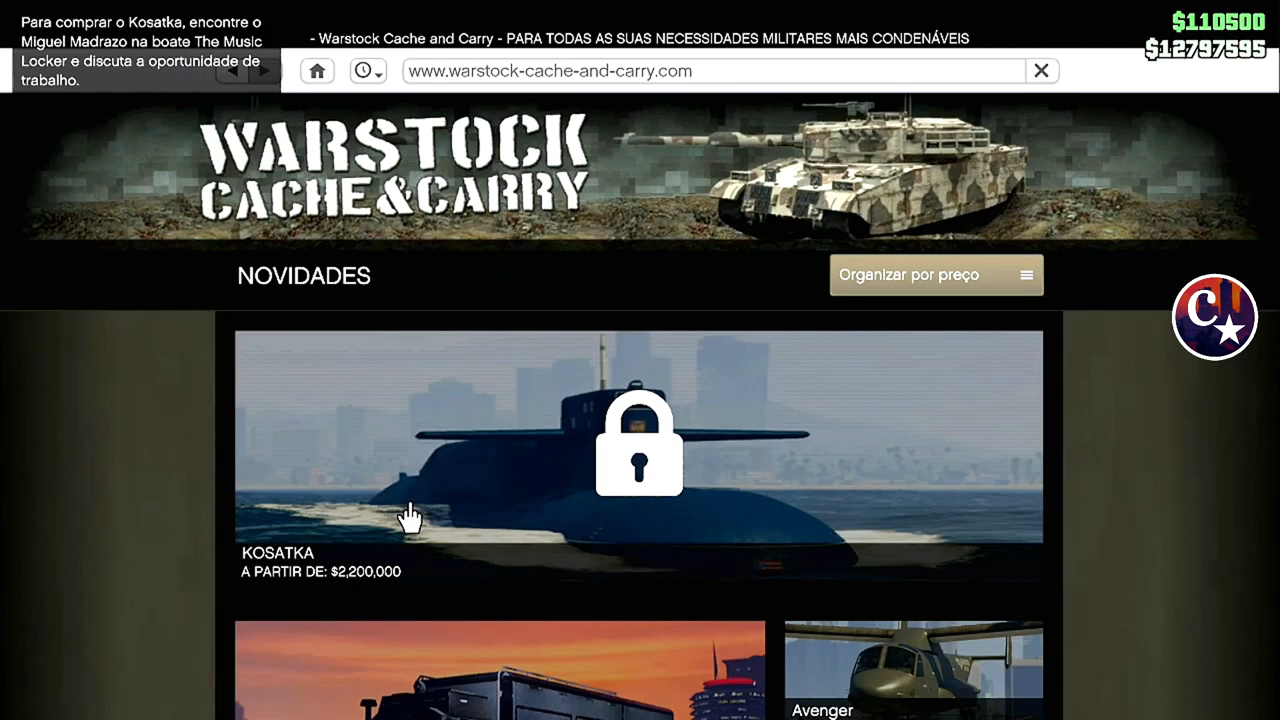 Para comprar o Kosatka, encontre o
Miguel Madrazo na boate The Music
Locker e discuta a oportunidade de
trabalho.
- Warstock Cache and Carry - PARA TODAS AS SUAS NECESSIDADES MILITARES MAIS CONDENÁVEIS
$110500
$12797595
www.warstock-cache-and-carry.com
WARSTOCK
CACHE&CARRY
NOVIDADES
Organizar por preço
C
KOSATKA
A PARTIR DE: $2,200,000
Avenger